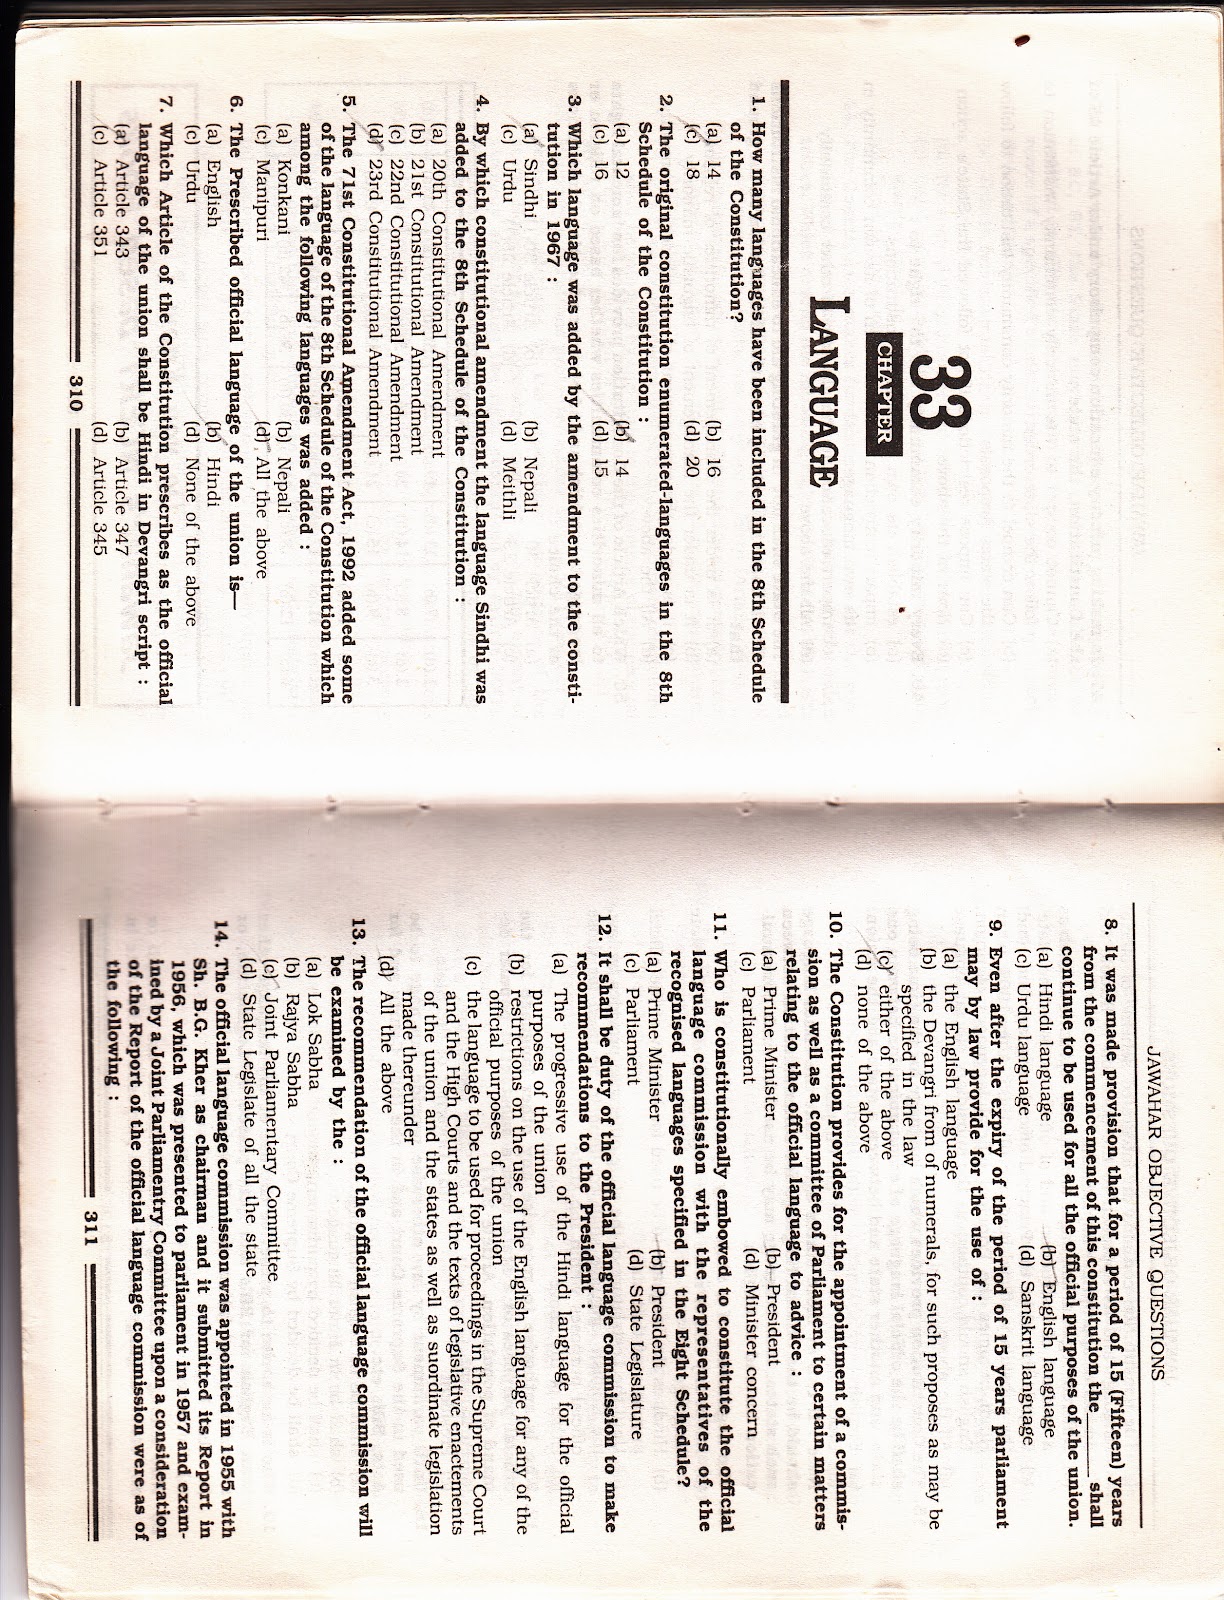 33
CHAPTER
LANGUAGE
1. How many languages have been included in the 8th Schedule
of the Constitution?
(a) 14 (b) 16
(c) 18 (d) 20
2. The original constitution enumerated-languages in the 8th
Schedule of the Constitution :
(a) 12 (b) 14
(c) 16 (d) 15
3. Which language was added by the amendment to the consti-
tution in 1967 :
(a) Sindhi (b) Nepali
(c) Urdu (d) Meithli
4. By which constitutional amendment the language Sindhi was
added to the 8th Schedule of the Constitution :
(a) 20th Constitutional Amendment
(b) 21st Constitutional Amendment
(c) 22nd Constitutional Amendment
(d) 23rd Constitutional Amendment
5. The 71st Constitutional Amendment Act, 1992 added some
of the language of the 8th Schedule of the Constitution which
among the following languages was added :
(a) Konkani (b) Nepali
(c) Manipuri (d) All the above
6. The Prescribed official language of the union is—
(a) English (b) Hindi
(c) Urdu (d) None of the above
7. Which Article of the Constitution prescribes as the official
language of the union shall be Hindi in Devangri script :
(a) Article 343 (b) Article 347
(c) Article 351 (d) Article 345
310
JAWAHAR OBJECTIVE QUESTIONS
8. It was made provision that for a period of 15 (Fifteen) years
from the commencement of this constitution the______ shall
continue to be used for all the official purposes of the union.
(a) Hindi language (b) English language
(c) Urdu language (d) Sanskrit language
9. Even after the expiry of the period of 15 years parliament
may by law provide for the use of :
(a) the English language
(b) the Devangri from of numerals, for such proposes as may be
specified in the law
(c) either of the above
(d) none of the above
10. The Constitution provides for the appointment of a commis-
sion as well as a committee of Parliament to certain matters
relating to the official language to advice :
(a) Prime Minister (b) President
(c) Parliament (d) Minister concern
11. Who is constitutionally embowed to constitute the official
language commission with the representatives of the
recognised languages specified in the Eight Schedule?
(a) Prime Minister (b) President
(c) Parliament (d) State Legislature
12. It shall be duty of the official language commission to make
recommendations to the President :
(a) The progressive use of the Hindi language for the official
purposes of the union
(b) restrictions on the use of the English language for any of the
official purposes of the union
(c) the language to be used for proceedings in the Supreme Court
and the High Courts and the texts of legislative enactements
of the union and the states as well as suordinate legislation
made thereunder
(d) All the above
13. The recommendation of the official language commission will
be examined by the :
(a) Lok Sabha
(b) Rajya Sabha
(c) Joint Parliamentary Committee
(d) State Legislate of all the state
14. The official language commission was appointed in 1955 with
Sh. B.G. Kher as chairman and it submitted its Report in
1956, which was presented to parliament in 1957 and exam-
ined by a Joint Parliamentry Committee upon a consideration
of the Report of the official language commission were as of
the following :
311